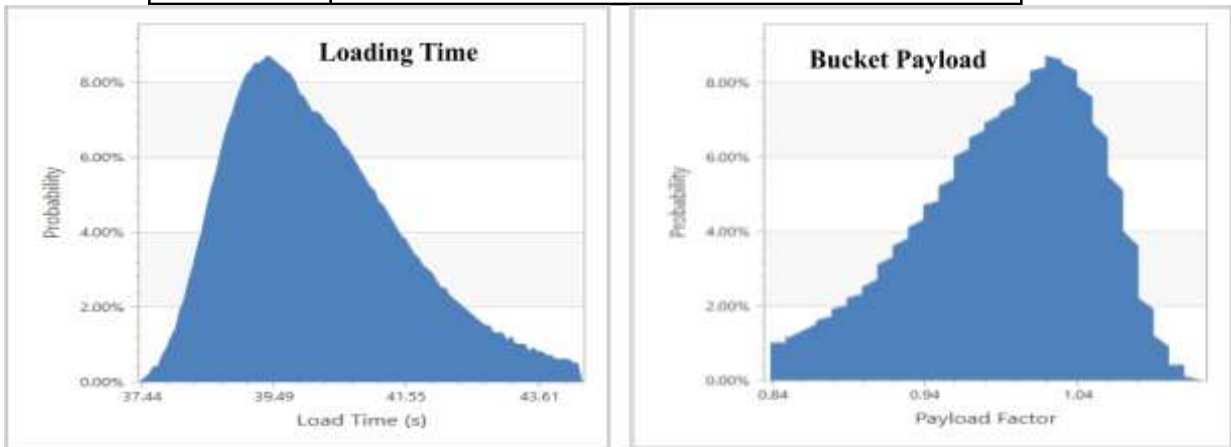 Loading Time
8.00%
6.00%
4.00%
2.00%
0.00%
Probability
37.44 39.49 41.55 43.61
Load Time (s)
Bucket Payload
8.00%
6.00%
4.00%
2.00%
0.00%
Probability
0.84 0.94 1.04
Payload Factor